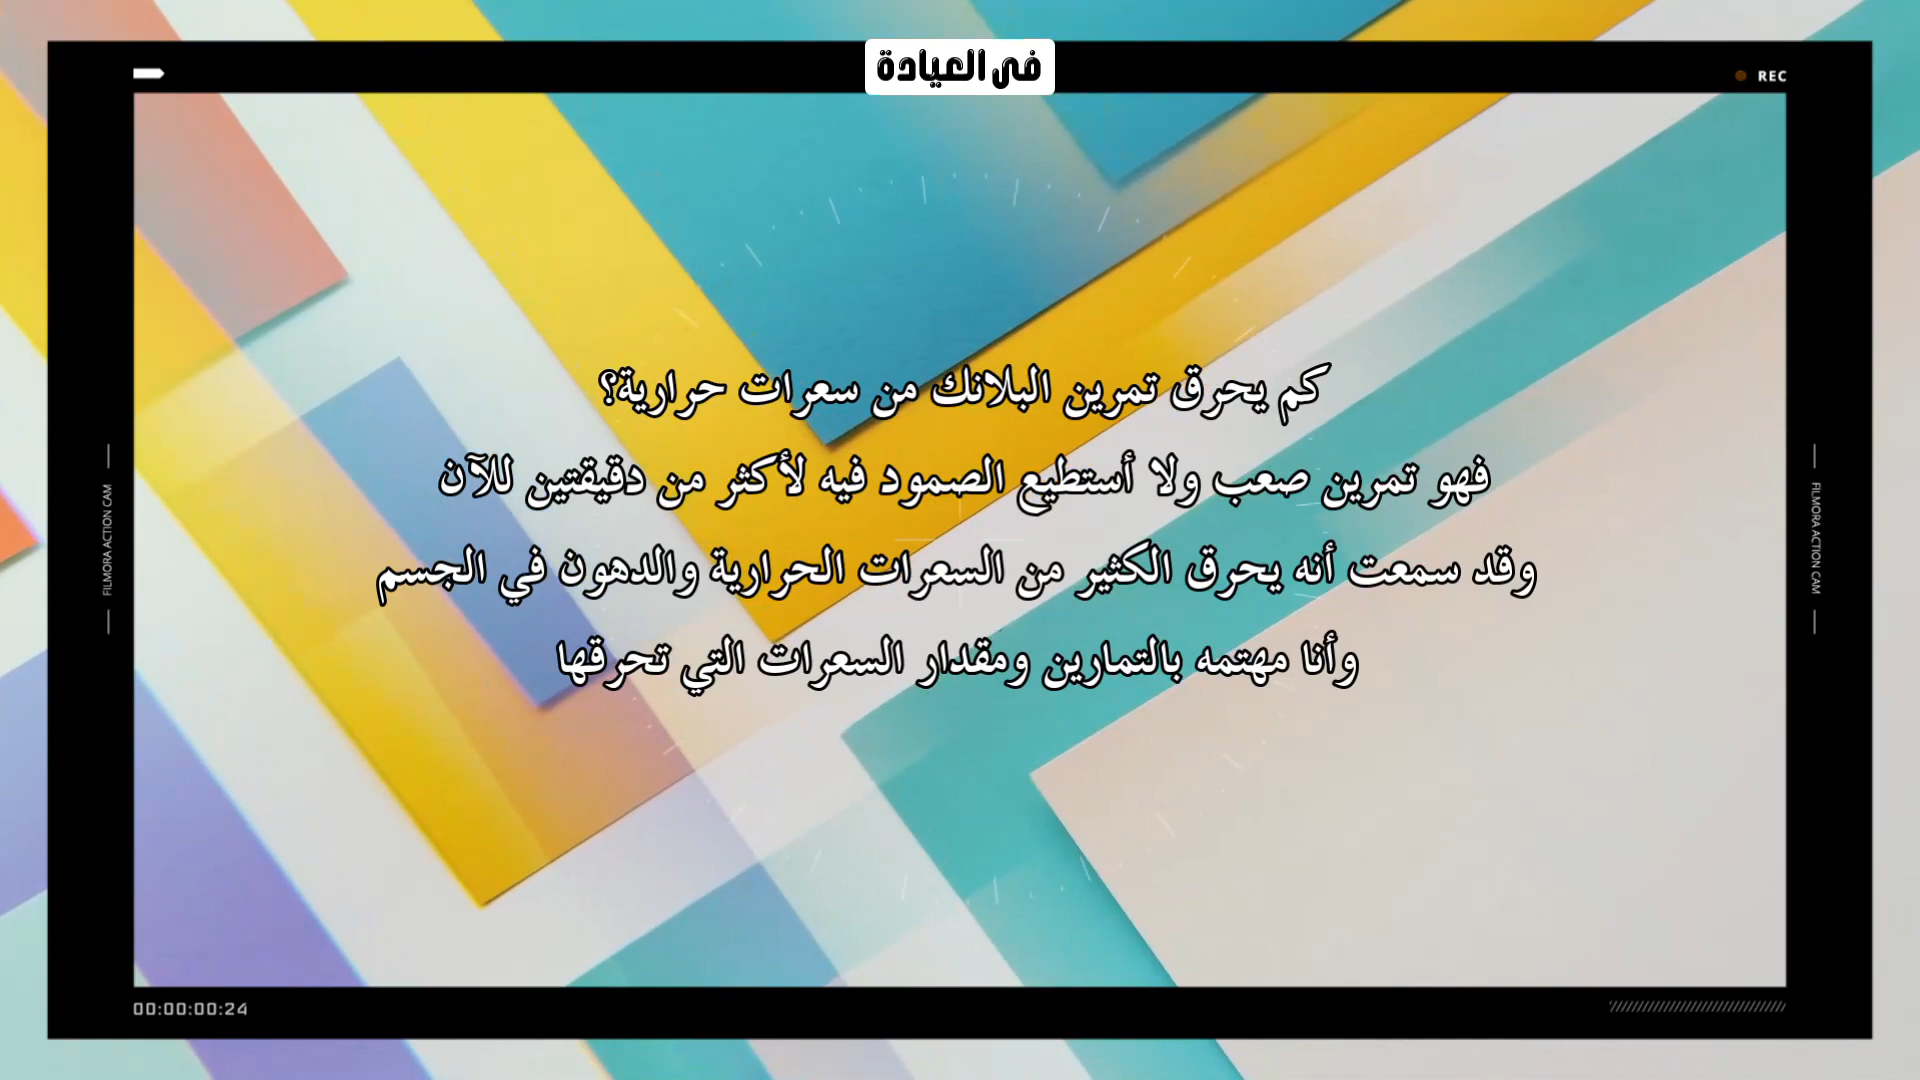 في العيادة
REC
كم يحرق تمرين البلانك من سعرات حرارية؟
فهو تمرين صعب ولا أستطيع الصمود فيه لأكثر من دقيقتين للآن
وقد سمعت أنه يحرق الكثير من السعرات الحرارية والدهون في الجسم
وأنا مهتمه بالتمارين ومقدار السعرات التي تحرقها
FILMORA ACTION CAM
FILMORA ACTION CAM
00:00:00:24